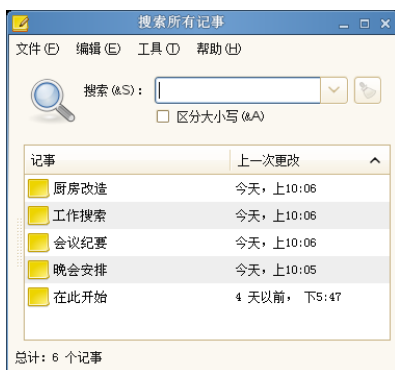 搜索所有记事
文件(F) 编辑(E) 工具(T) 帮助(H)
搜索(&S):
区分大小写(&A)
记事 上一次更改
厨房改造 今天，上10:06
工作搜索 今天，上10:06
会议纪要 今天，上10:06
晚会安排 今天，上10:05
在此开始 4 天以前， 下5:47
总计：6 个记事